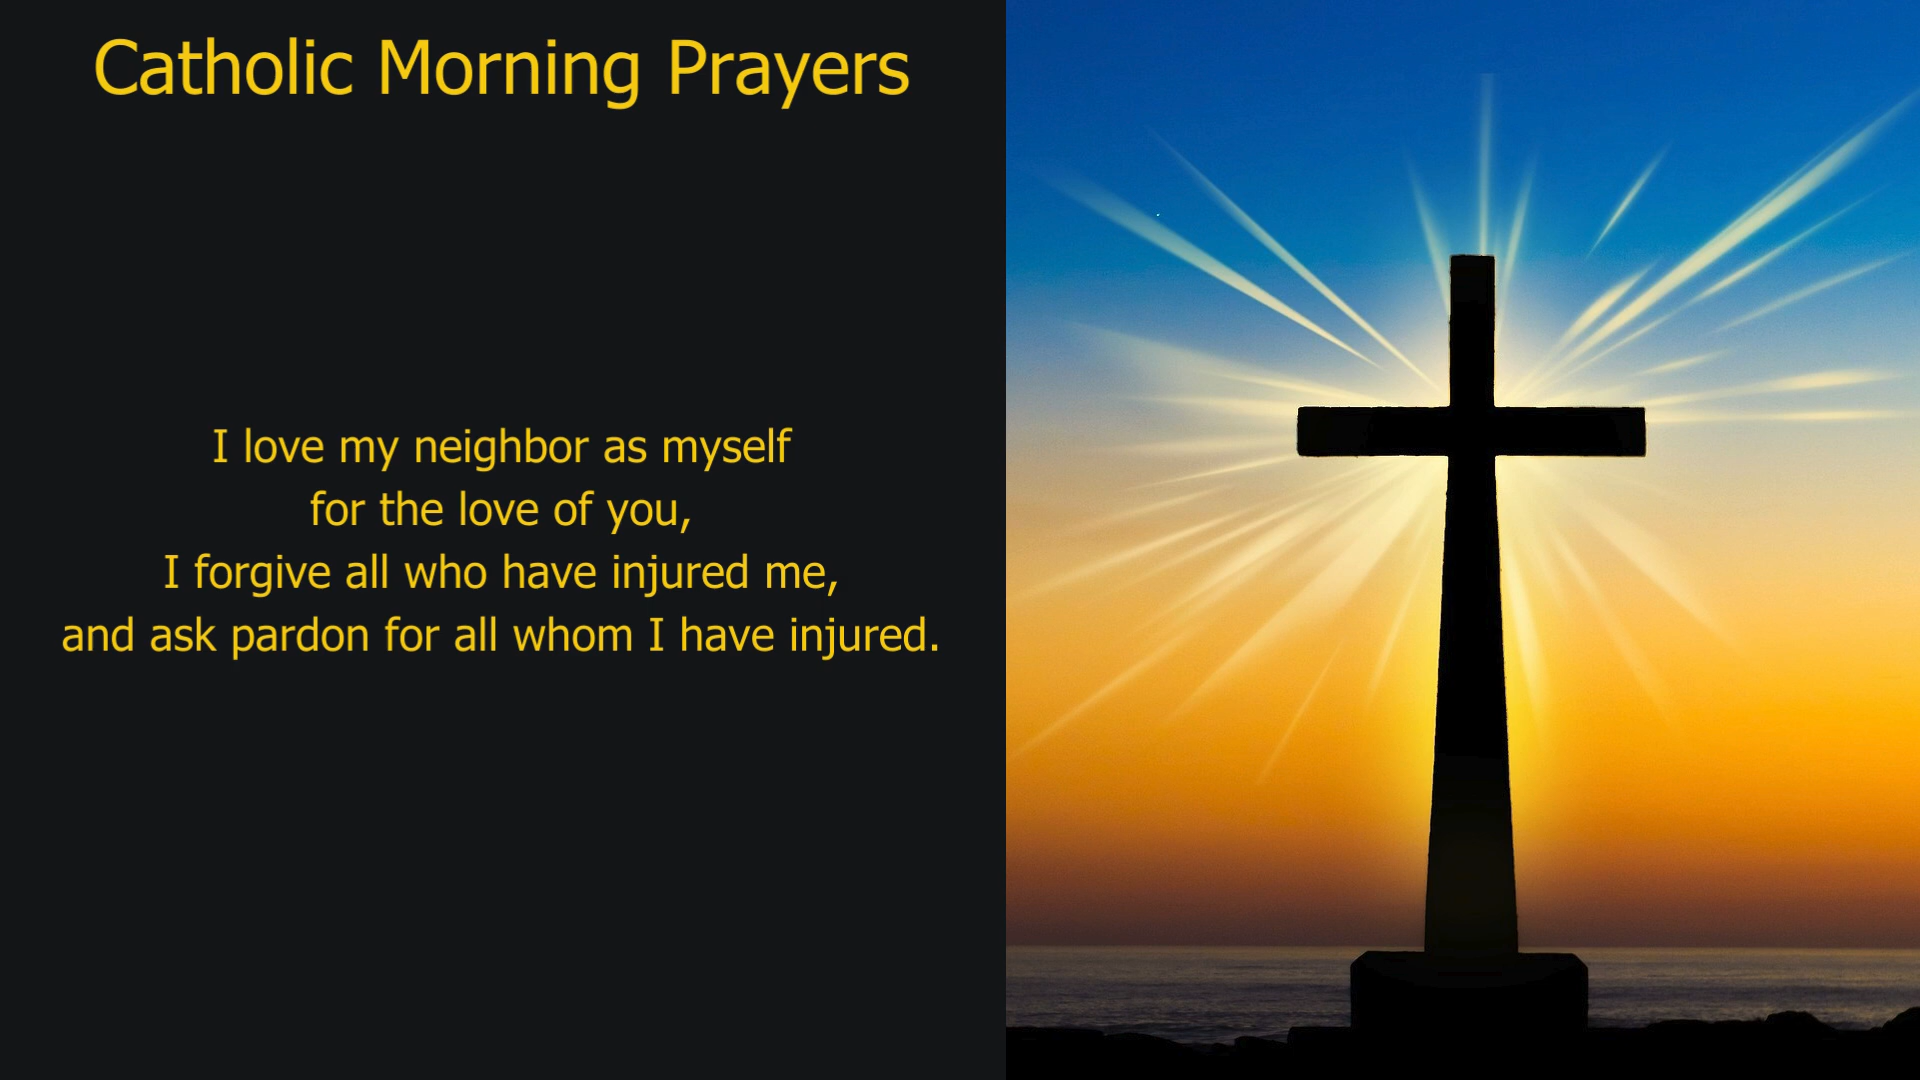 Catholic Morning Prayers
I love my neighbor as myself
for the love of you,
I forgive all who have injured me,
and ask pardon for all whom I have injured.